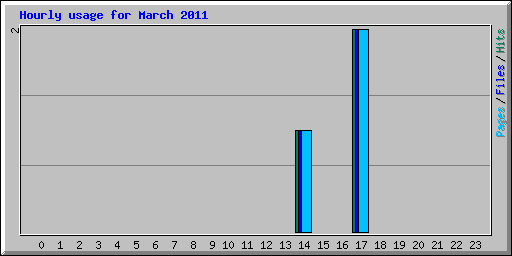 Hourly usage for March 2011
2
Pages/Files/Hits
0 1 2 3 4 5 6 7 8 9 10 11 12 13 14 15 16 17 18 19 20 21 22 23